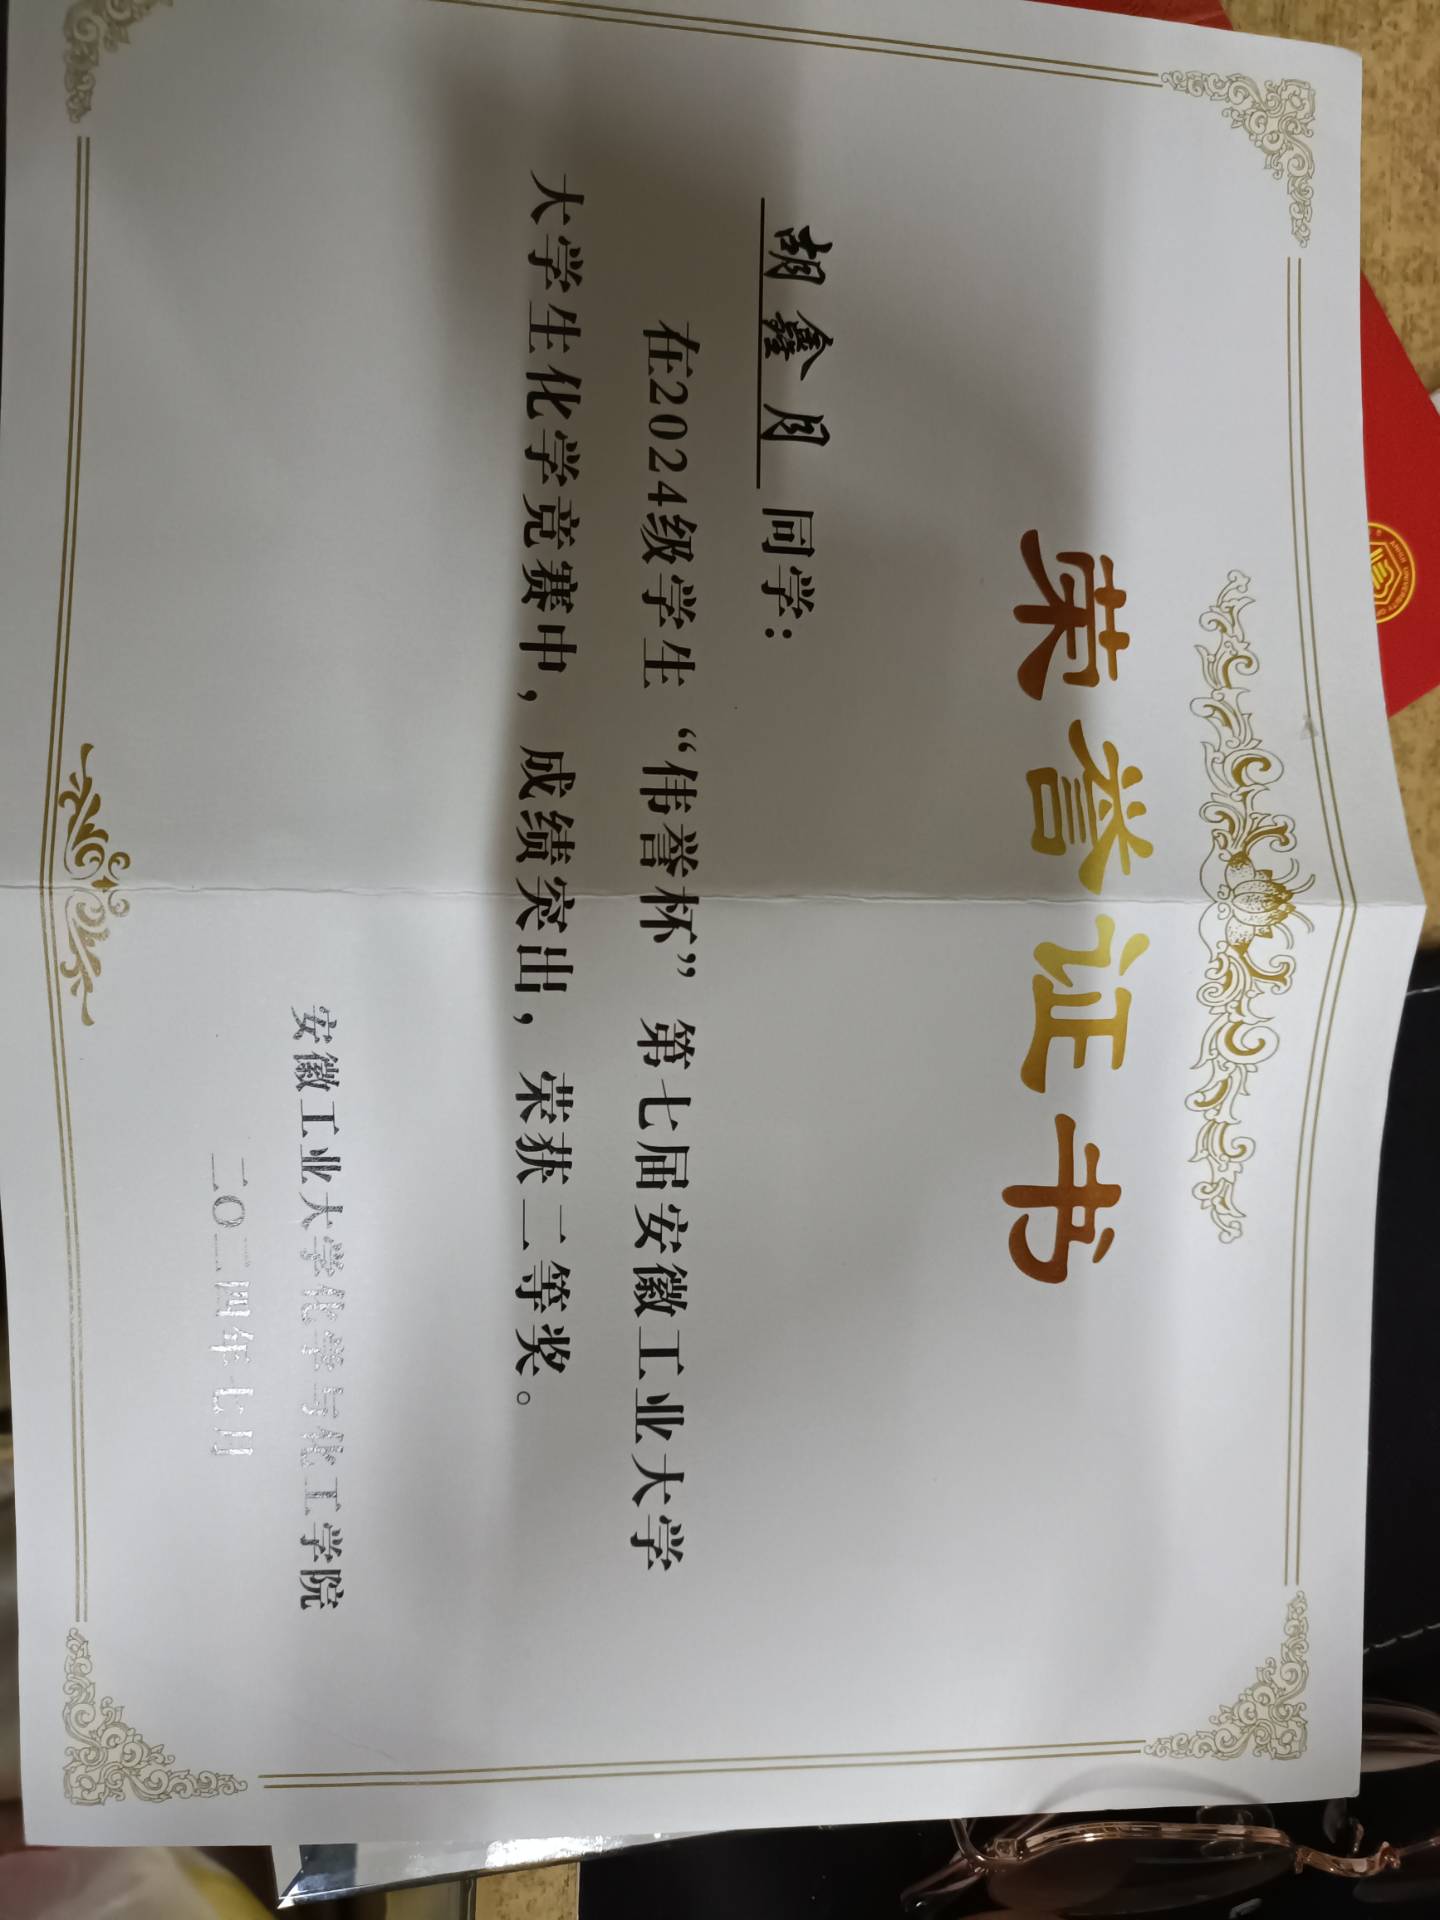 荣誉证书
胡鑫月 同学：
在2024级学生“伟誉杯”第七届安徽工业大学
大学生化学竞赛中，成绩突出，荣获二等奖。
安徽工业大学化学与化工学院
二〇二四年七月
ANHUI UNIVERSITY OF